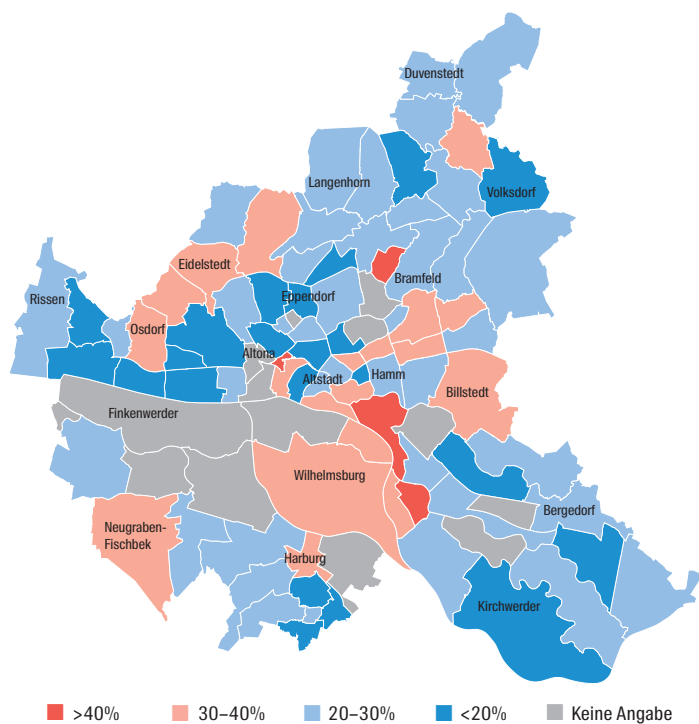 Duvenstedt
Langenhorn
Volksdorf
Eidelstedt
Bramfeld
Rissen
Eppendorf
Osdorf
Altona
Altstadt
Hamm
Billstedt
Finkenwerder
Wilhelmsburg
Bergedorf
Neugraben-
Fischbek
Harburg
Kirchwerder
>40% 30–40% 20–30% <20% Keine Angabe